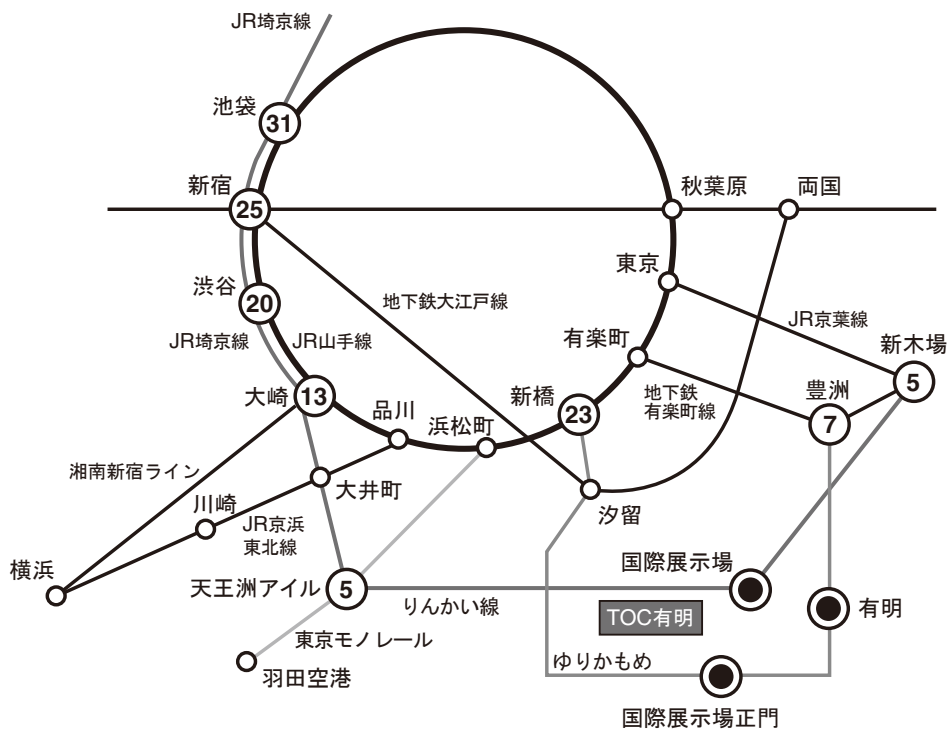 JR埼京線
池袋
31
新宿
25
秋葉原
両国
渋谷
20
地下鉄大江戸線
東京
JR京葉線
JR埼京線
JR山手線
有楽町
新木場
5
大崎
13
品川
浜松町
新橋
23
地下鉄
有楽町線
豊洲
7
湘南新宿ライン
川崎
大井町
JR京浜
東北線
汐留
横浜
天王洲アイル
5
りんかい線
国際展示場
TOC有明
有明
東京モノレール
羽田空港
ゆりかもめ
国際展示場正門